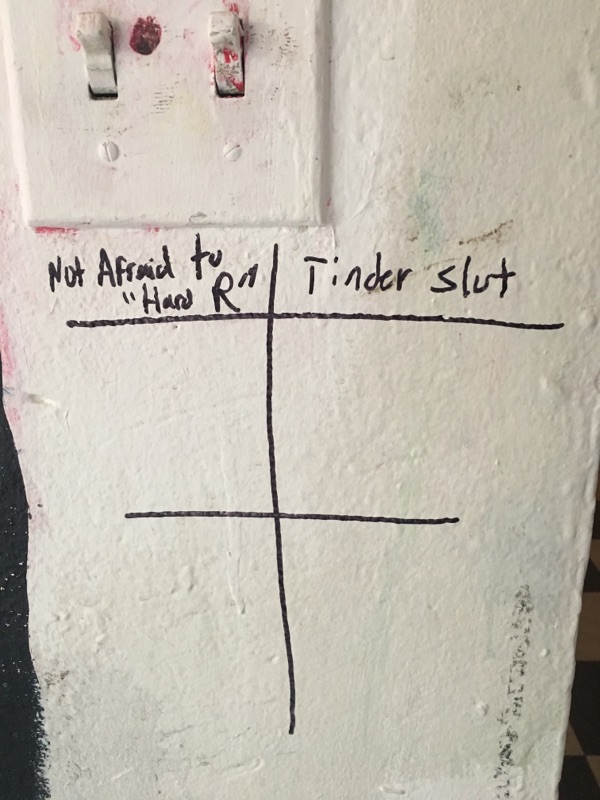 Not Afraid to
"Hard R"
Tinder slut